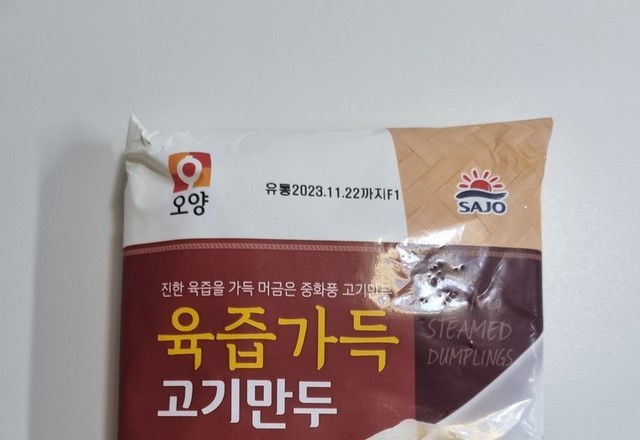 오양
유통2023.11.22까지F1
SAJO
진한 육즙을 가득 머금은 중화풍 고기만두
육즙가득
고기만두
STEAMED
DUMPLINGS